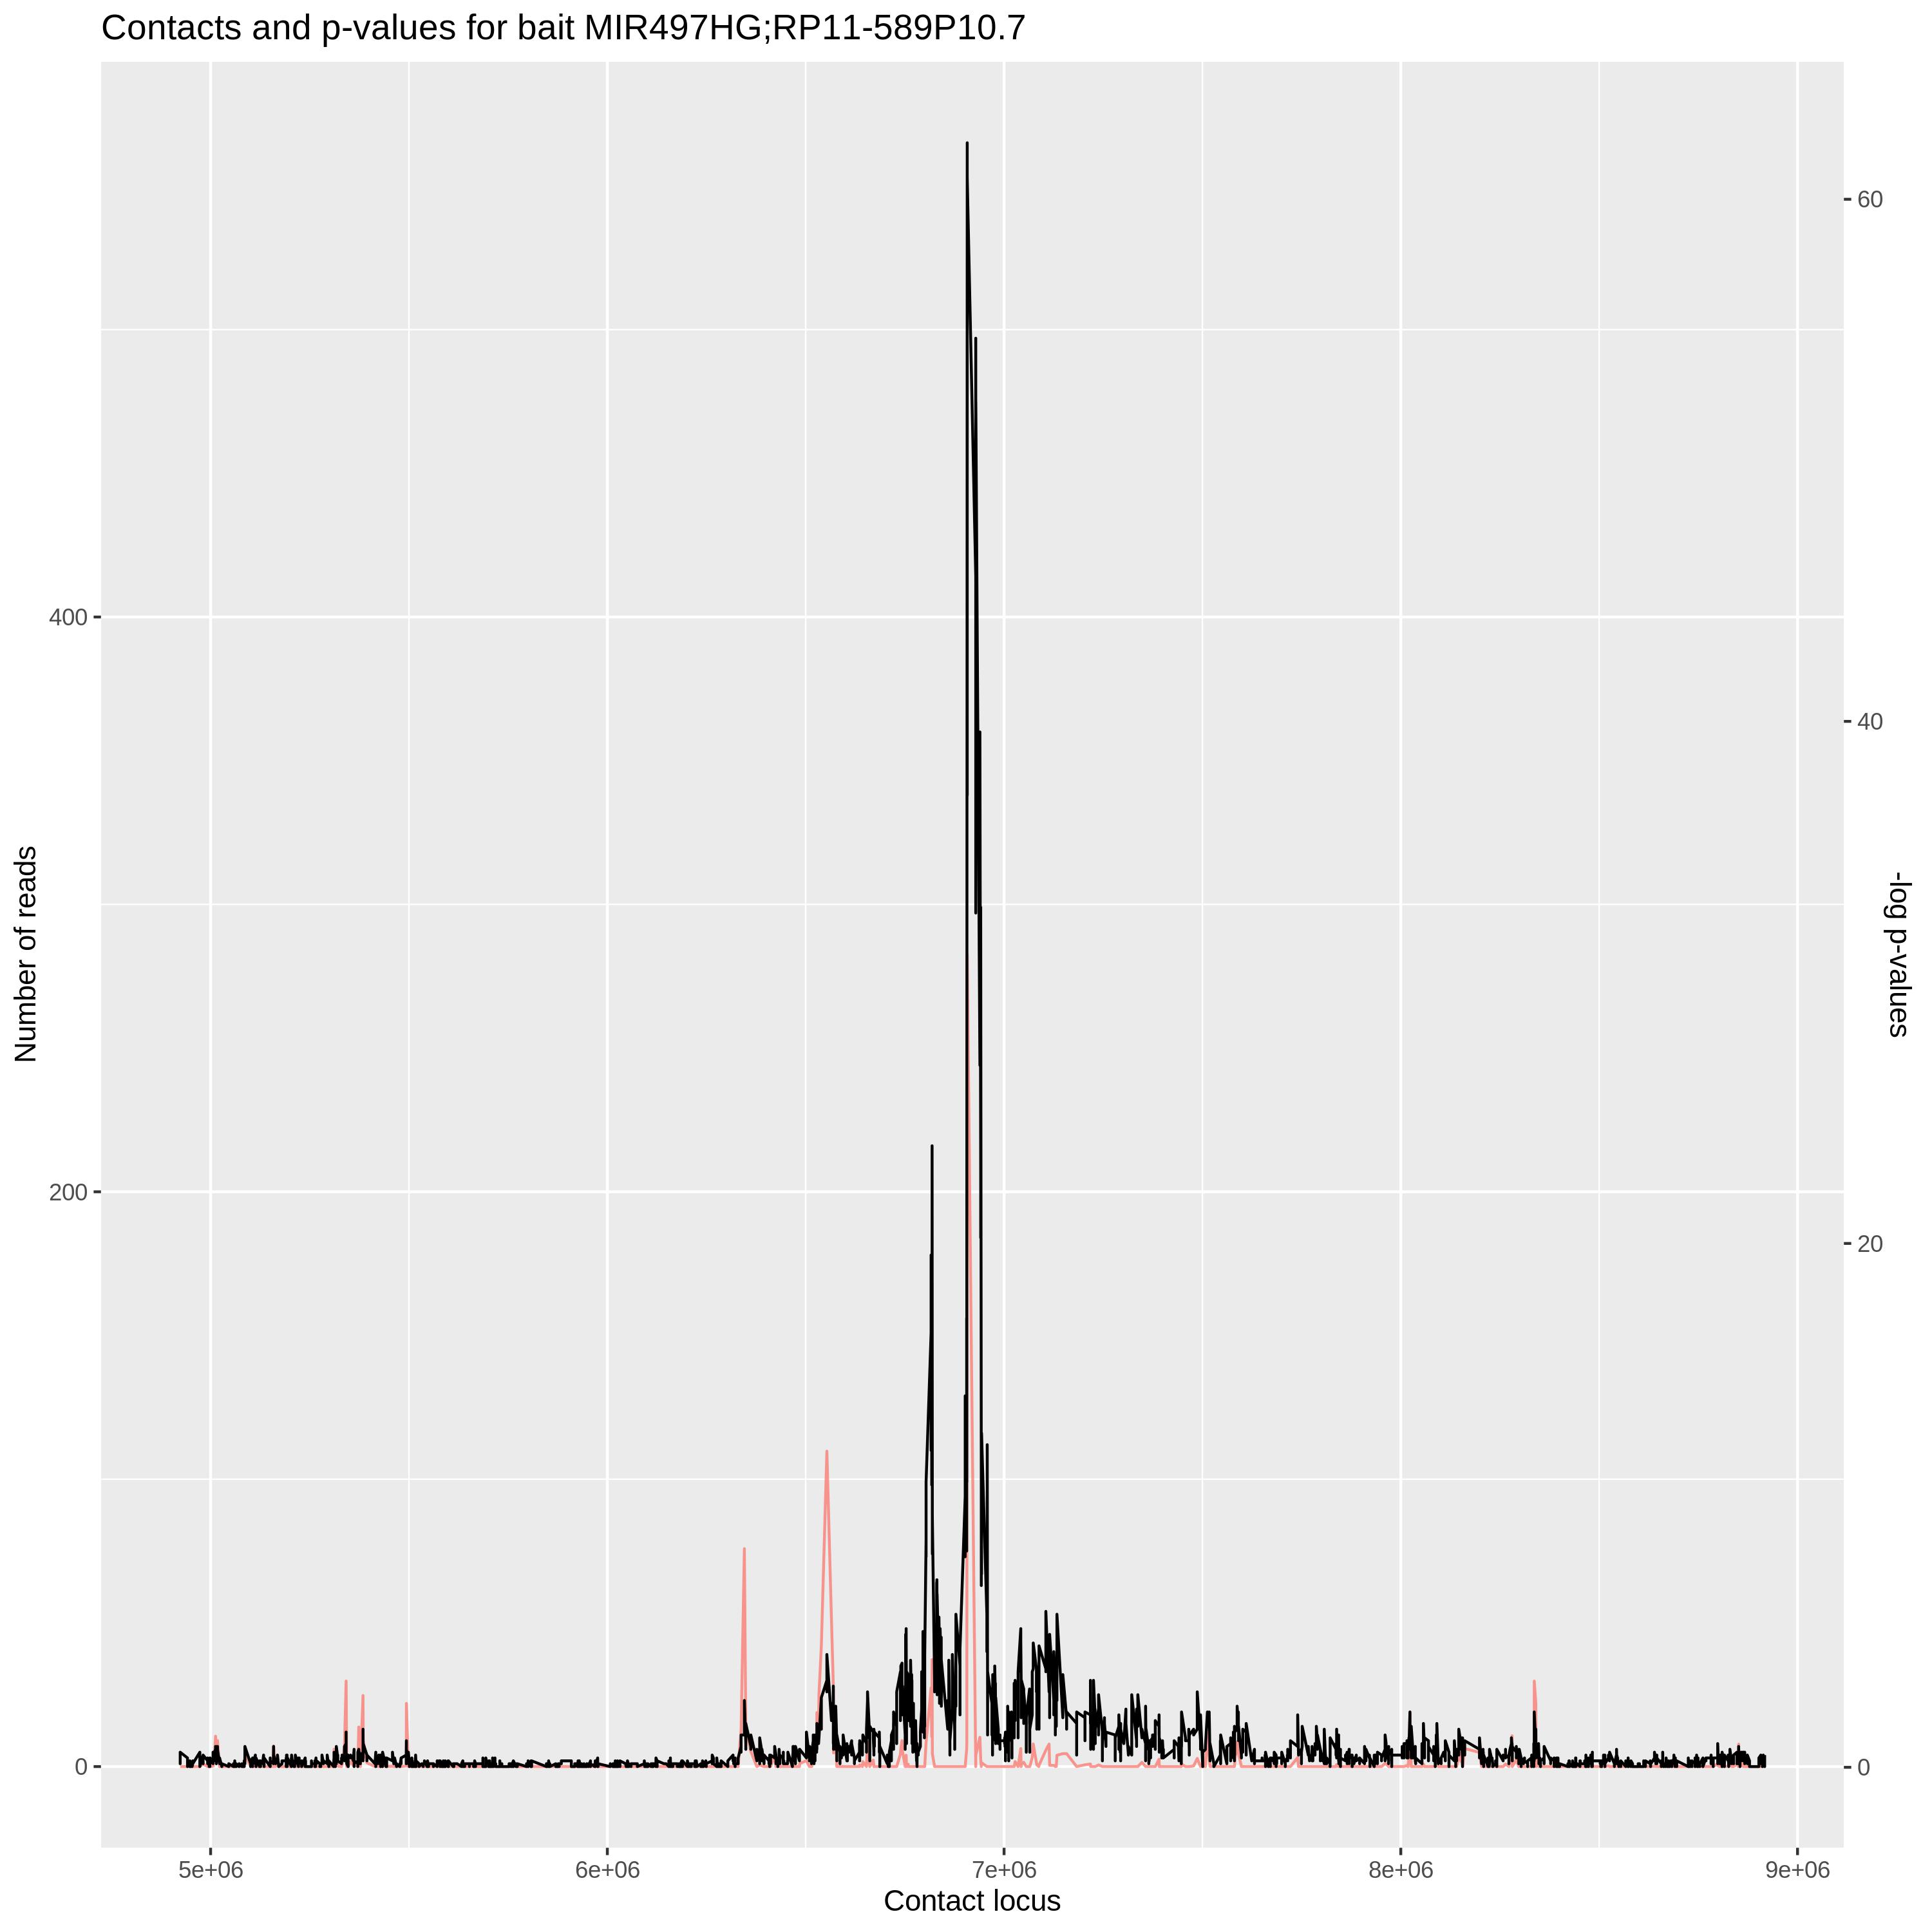 Contacts and p-values for bait MIR497HG;RP11-589P10.7
60
400
40
Number of reads
-log p-values
200
20
0
0
5e+06
6e+06
7e+06
8e+06
9e+06
Contact locus